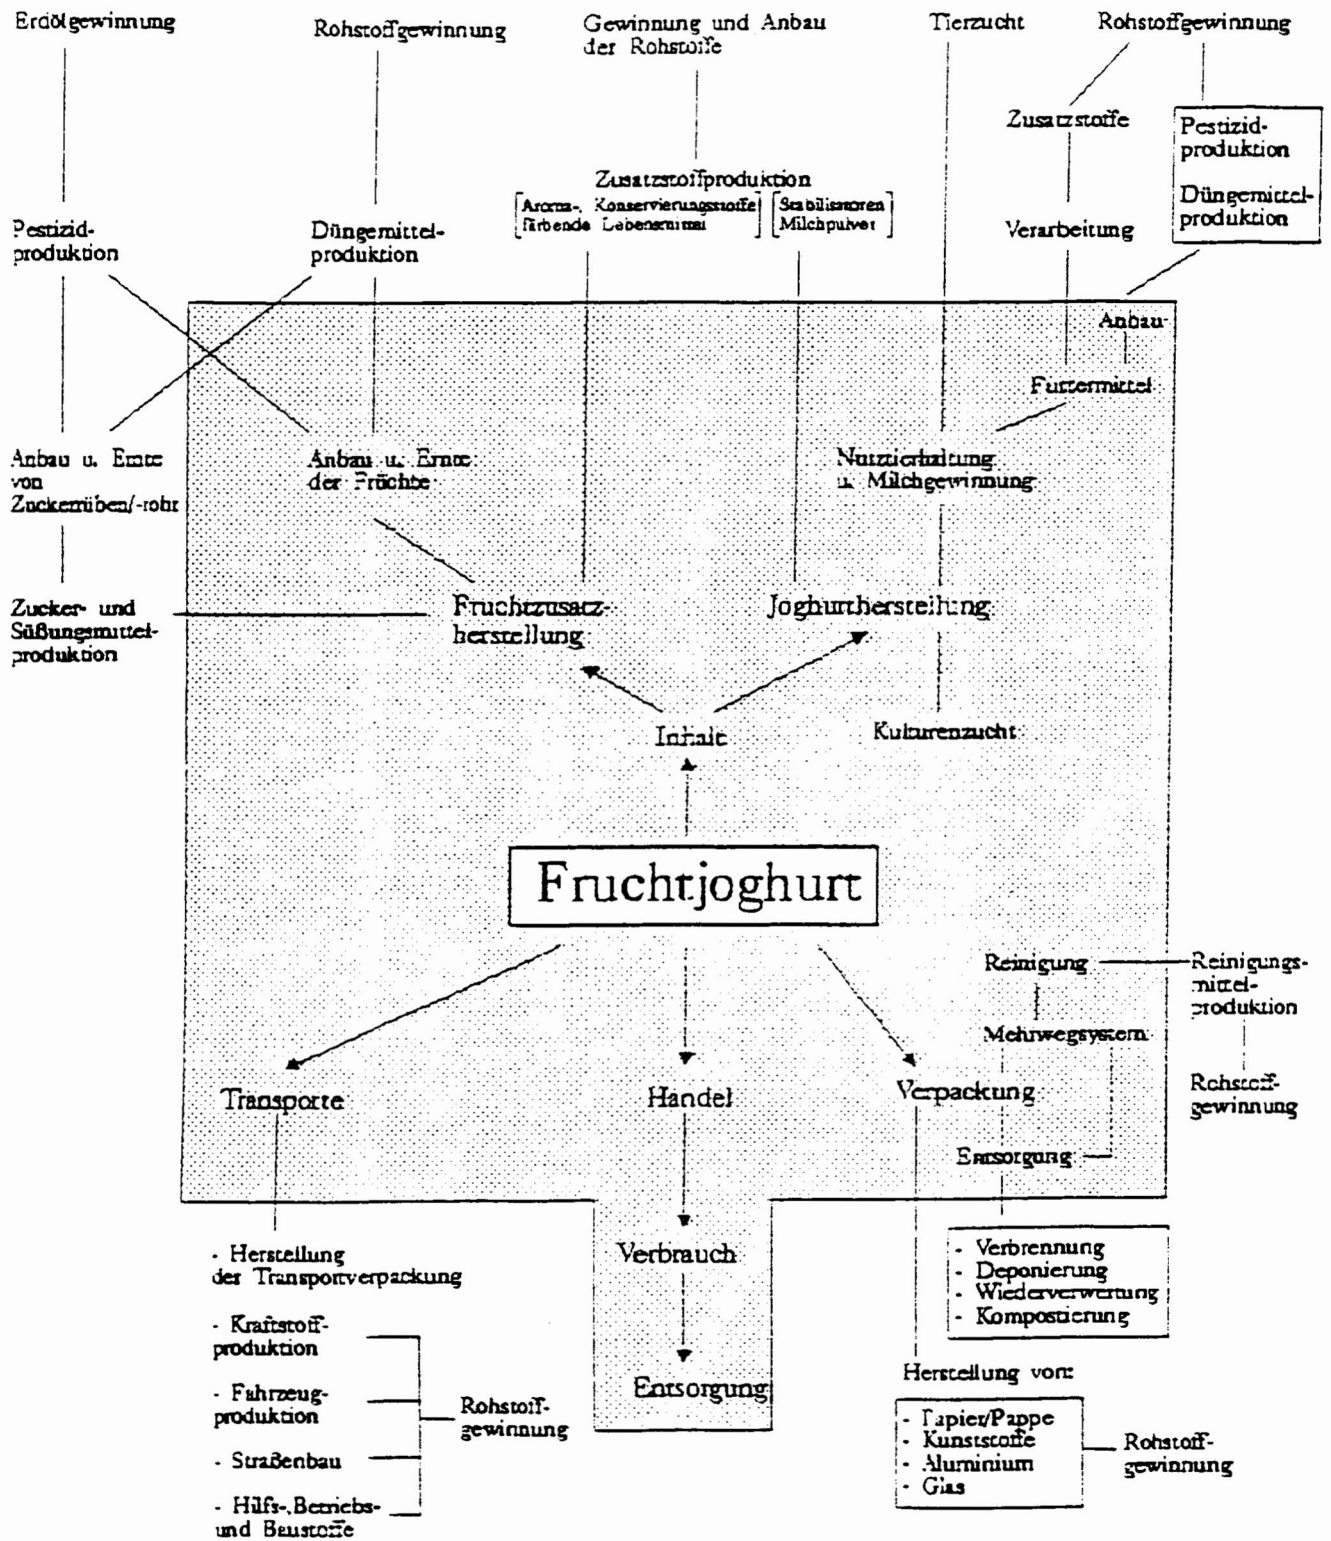 Erdölgewinnung
Rohstoffgewinnung
Gewinnung und Anbau
der Rohstoffe
Tierzucht
Rohstoffgewinnung
Zusatzstoffe
Pestizid-
produktion
Düngemittel-
produktion
Zusatzstoffproduktion
Aroma-, Konservierungsstoffe
färbende Lebensmittel
Stabilisatoren
Milchpulver
Pestizid-
produktion
Düngemittel-
produktion
Verarbeitung
Anbau
Futtermittel
Anbau u. Ernte
von
Zuckerrüben/-rohr
Anbau u. Ernte
der Früchte
Nutztierhaltung
u. Milchgewinnung
Zucker- und
Süßungsmittel-
produktion
Fruchtzusatz-
herstellung
Joghurtherstellung
Inhalt
Kulturenzucht
Fruchtjoghurt
Reinigung
Reinigungs-
mittel-
produktion
Mehrwegsystem
Transporte
Handel
Verpackung
Rohstoff-
gewinnung
Entsorgung
- Herstellung
der Transportverpackung
Verbrauch
- Verbrennung
- Deponierung
- Wiederverwertung
- Kompostierung
- Kraftstoff-
produktion
- Fahrzeug-
produktion
- Straßenbau
- Hilfs-, Betriebs-
und Baustoffe
Rohstoff-
gewinnung
Entsorgung
Herstellung von:
- Papier/Pappe
- Kunststoffe
- Aluminium
- Glas
Rohstoff-
gewinnung